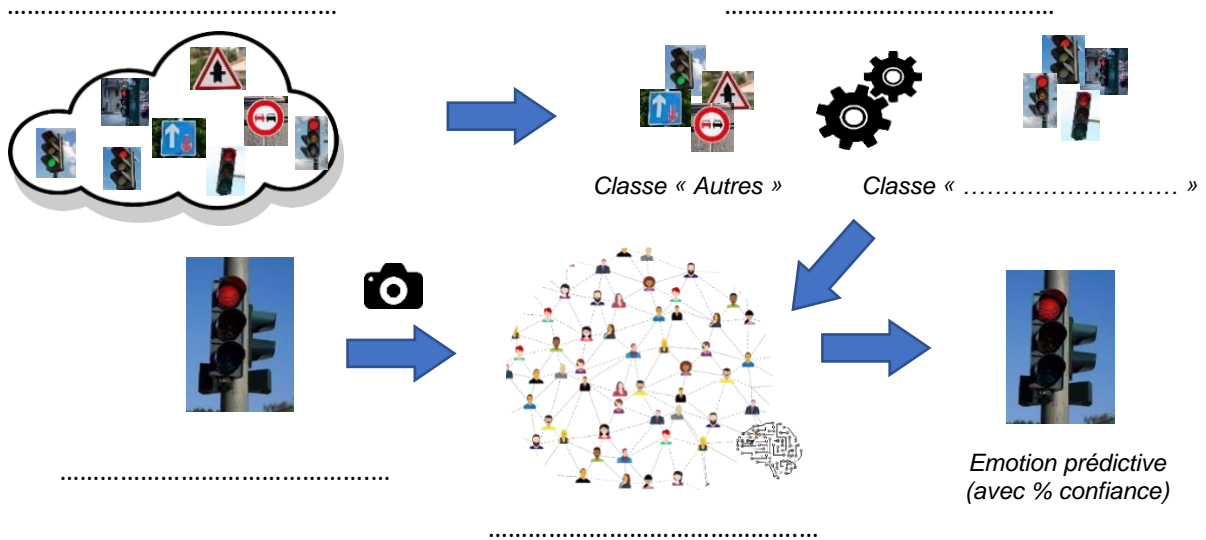 …………………………………………. ………………………………………….
Classe « Autres » Classe « ………………………… »
………………………………………….
Emotion prédictive
(avec % confiance)
………………………………………….